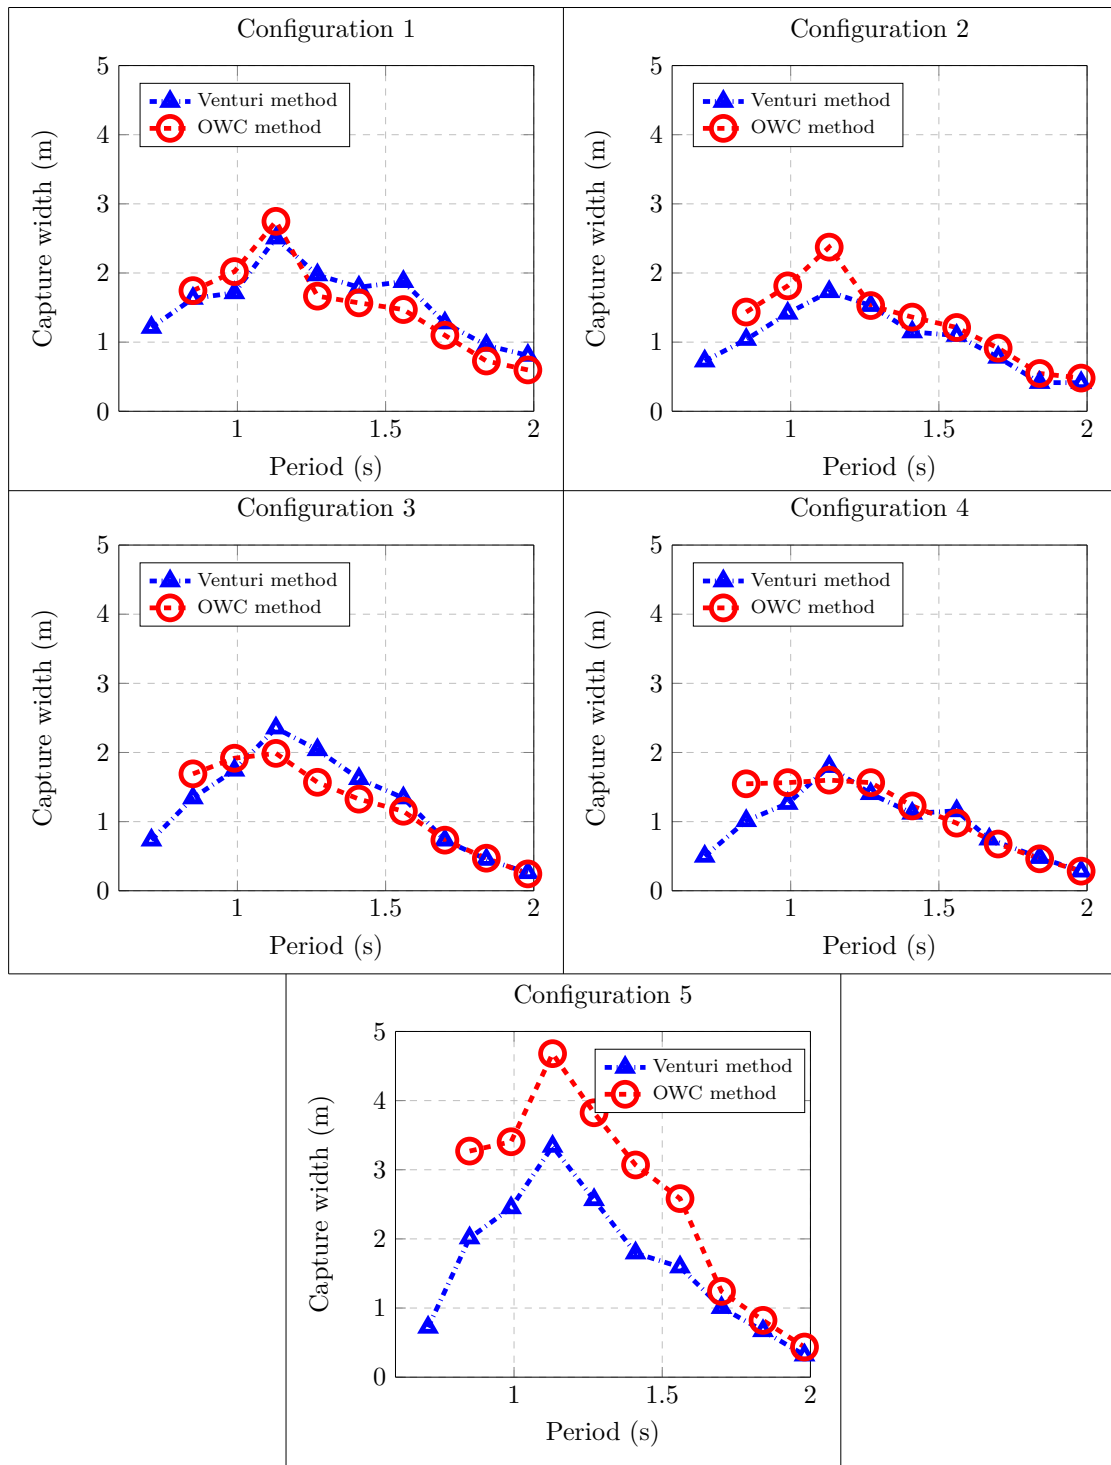 Configuration 1
Capture width (m)
5
4
3
2
1
0
Venturi method
OWC method
1
1.5
2
Period (s)
Configuration 2
Capture width (m)
5
4
3
2
1
0
Venturi method
OWC method
1
1.5
2
Period (s)
Configuration 3
Capture width (m)
5
4
3
2
1
0
Venturi method
OWC method
1
1.5
2
Period (s)
Configuration 4
Capture width (m)
5
4
3
2
1
0
Venturi method
OWC method
1
1.5
2
Period (s)
Configuration 5
Capture width (m)
5
4
3
2
1
0
Venturi method
OWC method
1
1.5
2
Period (s)